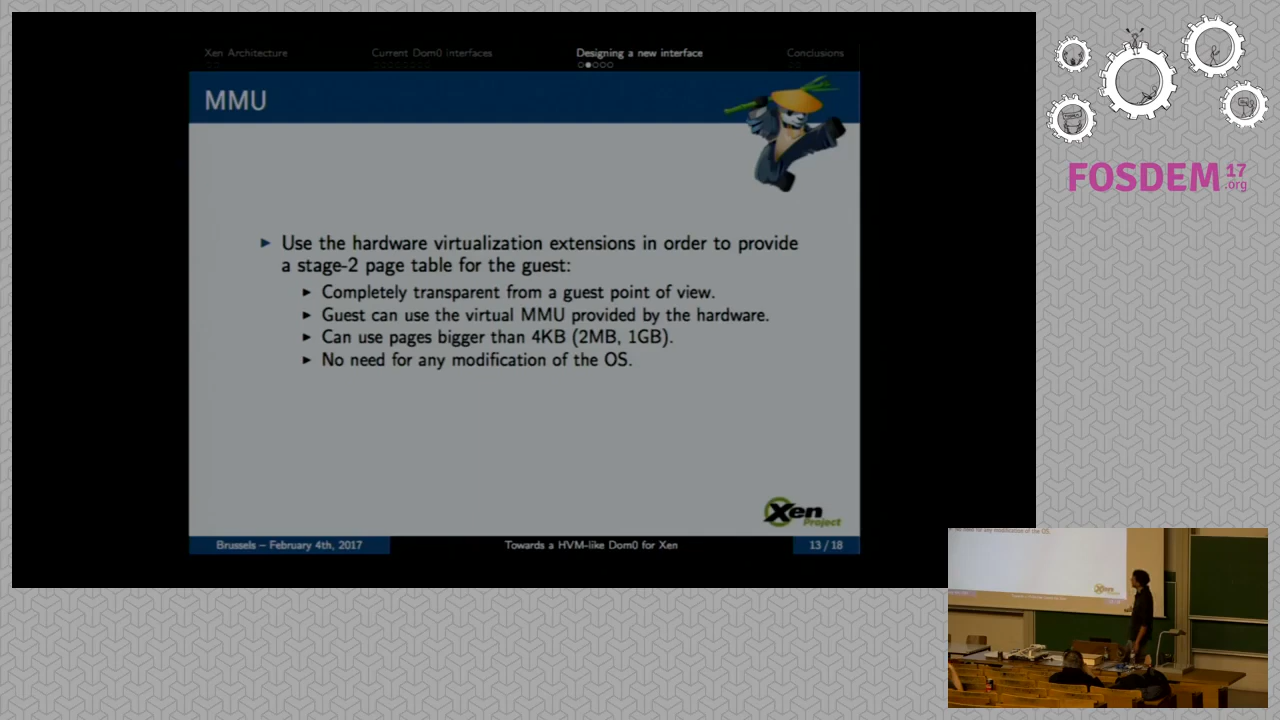 Xen Architecture Current Dom0 Interfaces Designing a new interface Conclusions
MMU
Use the hardware virtualization extensions in order to provide
a stage-2 page table for the guest:
Completely transparent from a guest point of view.
Guest can use the virtual MMU provided by the hardware.
Can use pages bigger than 4KB (2MB, 1GB).
No need for any modification of the OS.
Xen
Project
Brussels – February 4th, 2017 Towards a HVM-like Dom0 for Xen 13 / 18
FOSDEM 17
.org